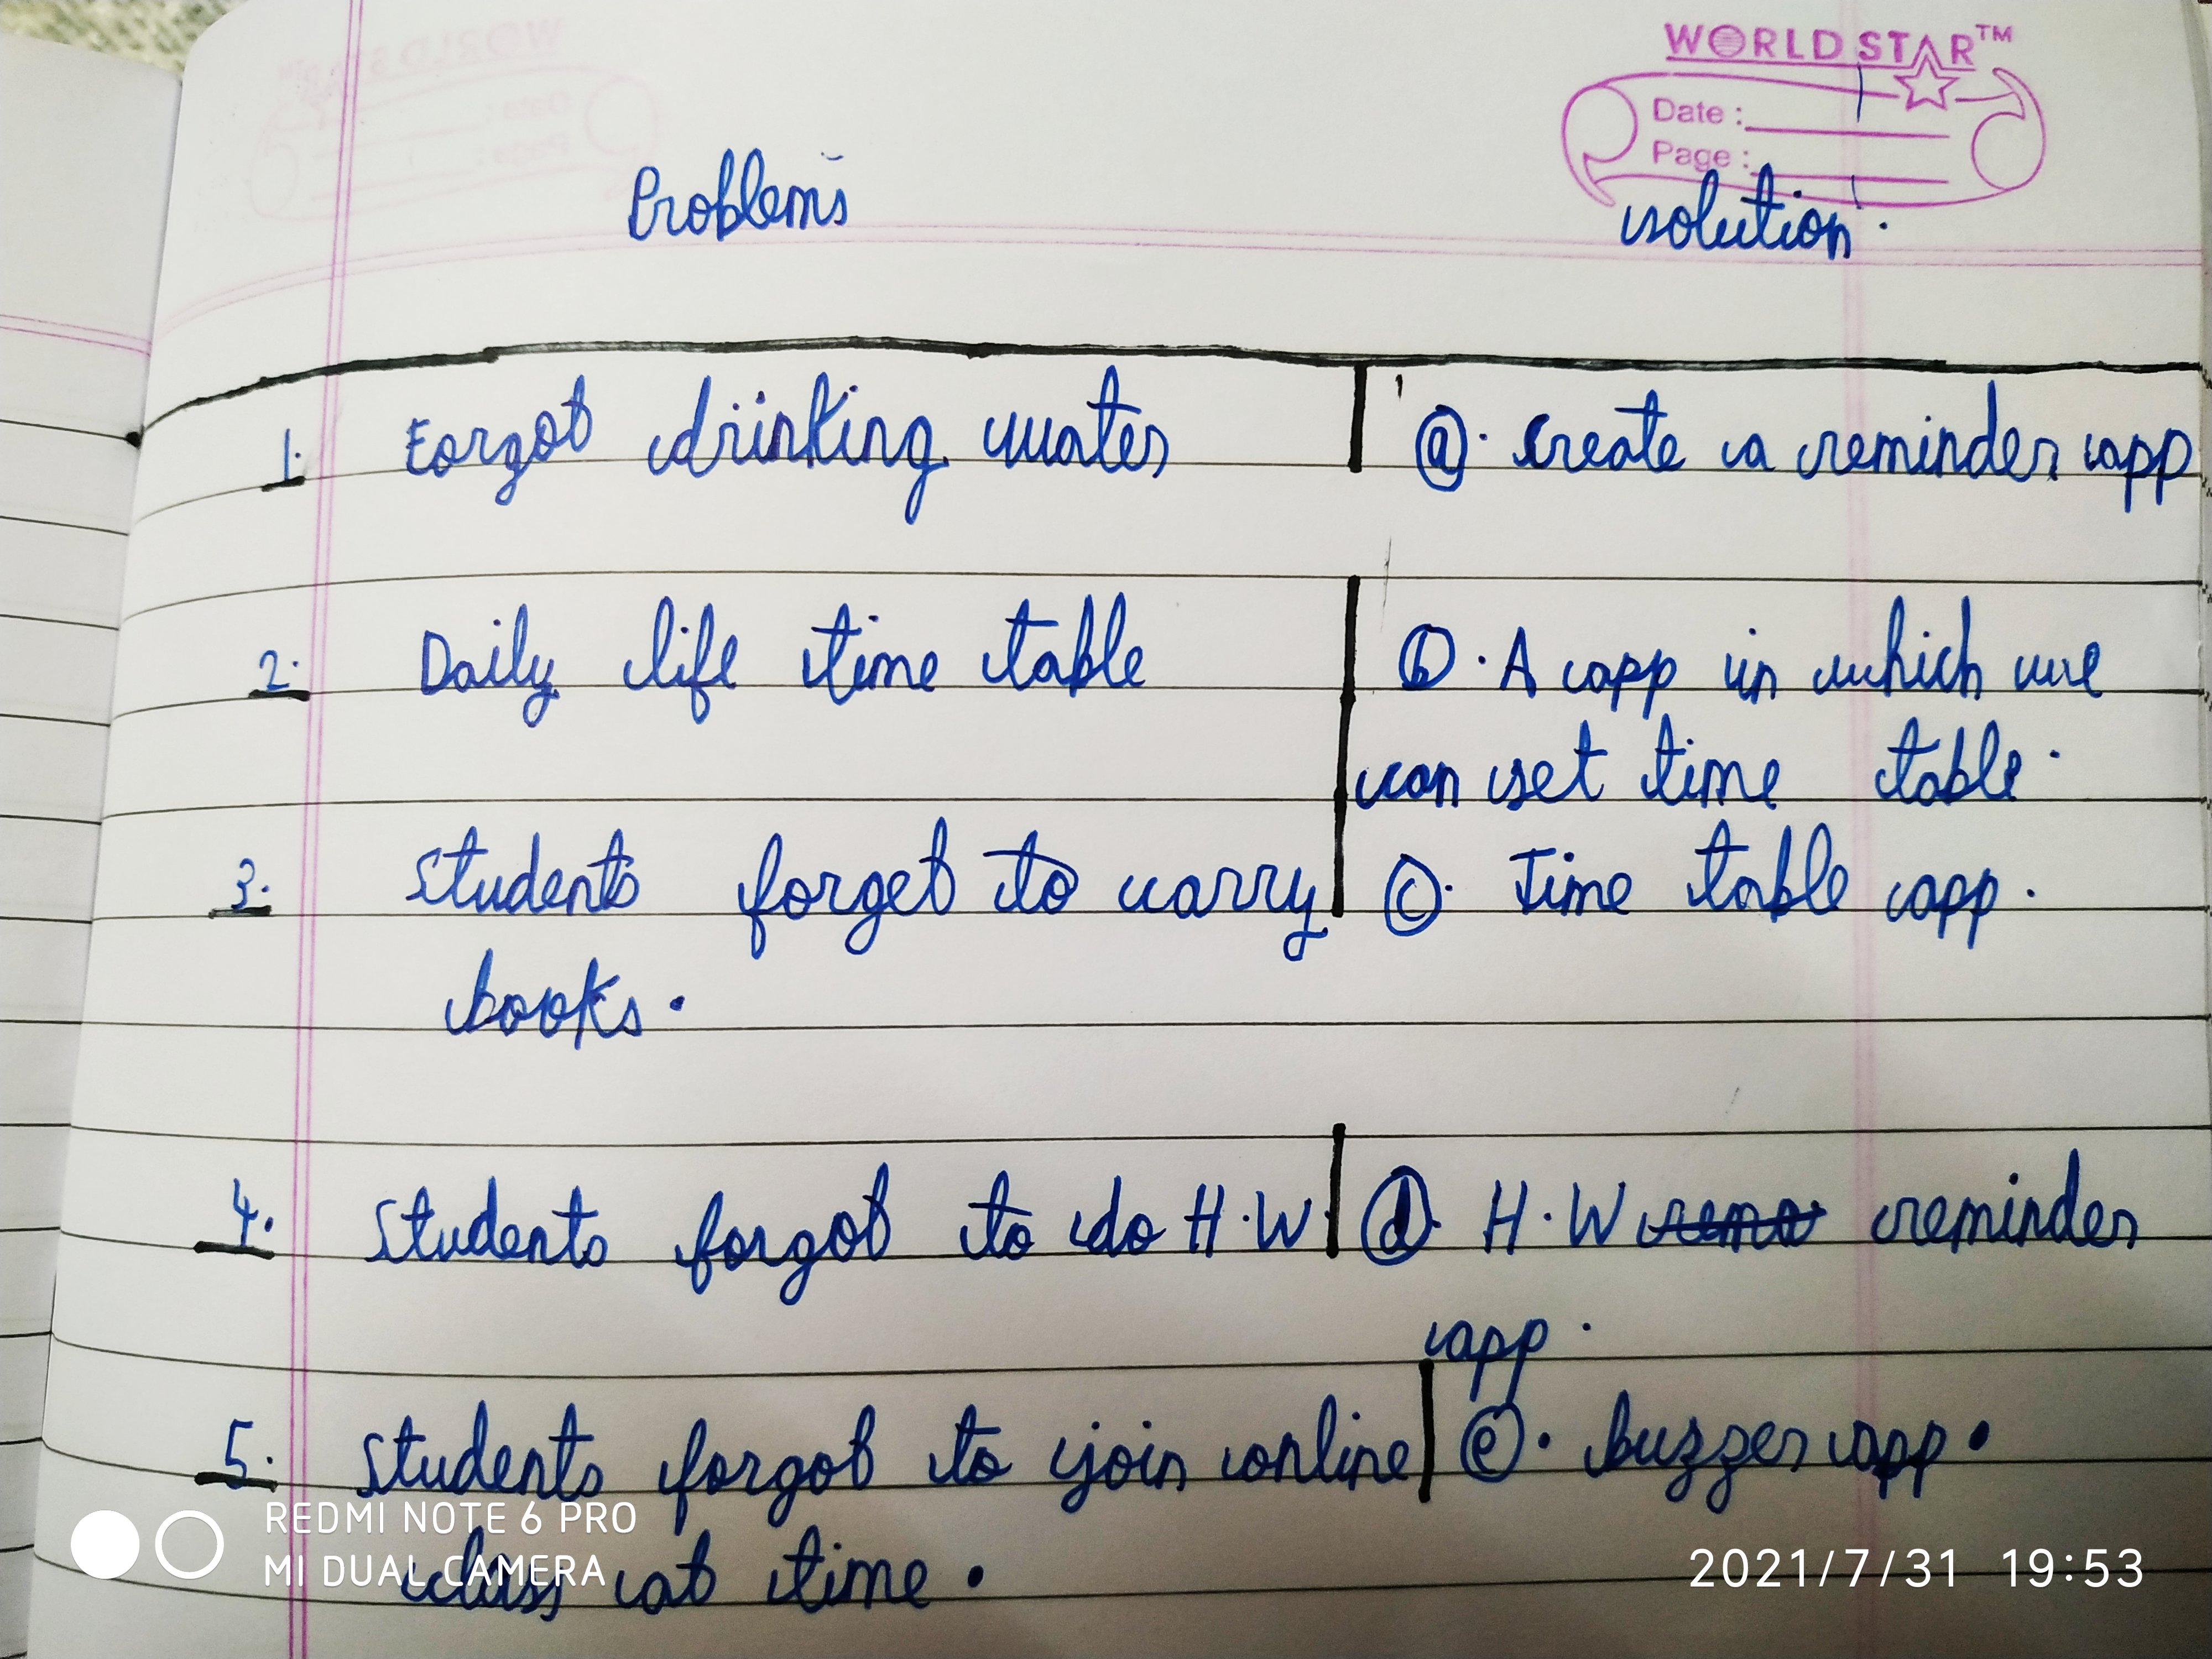 WORLD STAR™
Date :
Page :
Problems
solution.
1. Forgot drinking water
@. create a reminder app
2. Daily life time table
ⓑ. A app in which we
can set time table.
3. students forget to carry
©. Time table app.
books.
4. students forgot to do H.W.
ⓓ. H.W reminder
app.
5. students forgot to join online
ⓔ. buzzer app.
class at time.
REDMI NOTE 6 PRO
MI DUAL CAMERA
2021/7/31 19:53